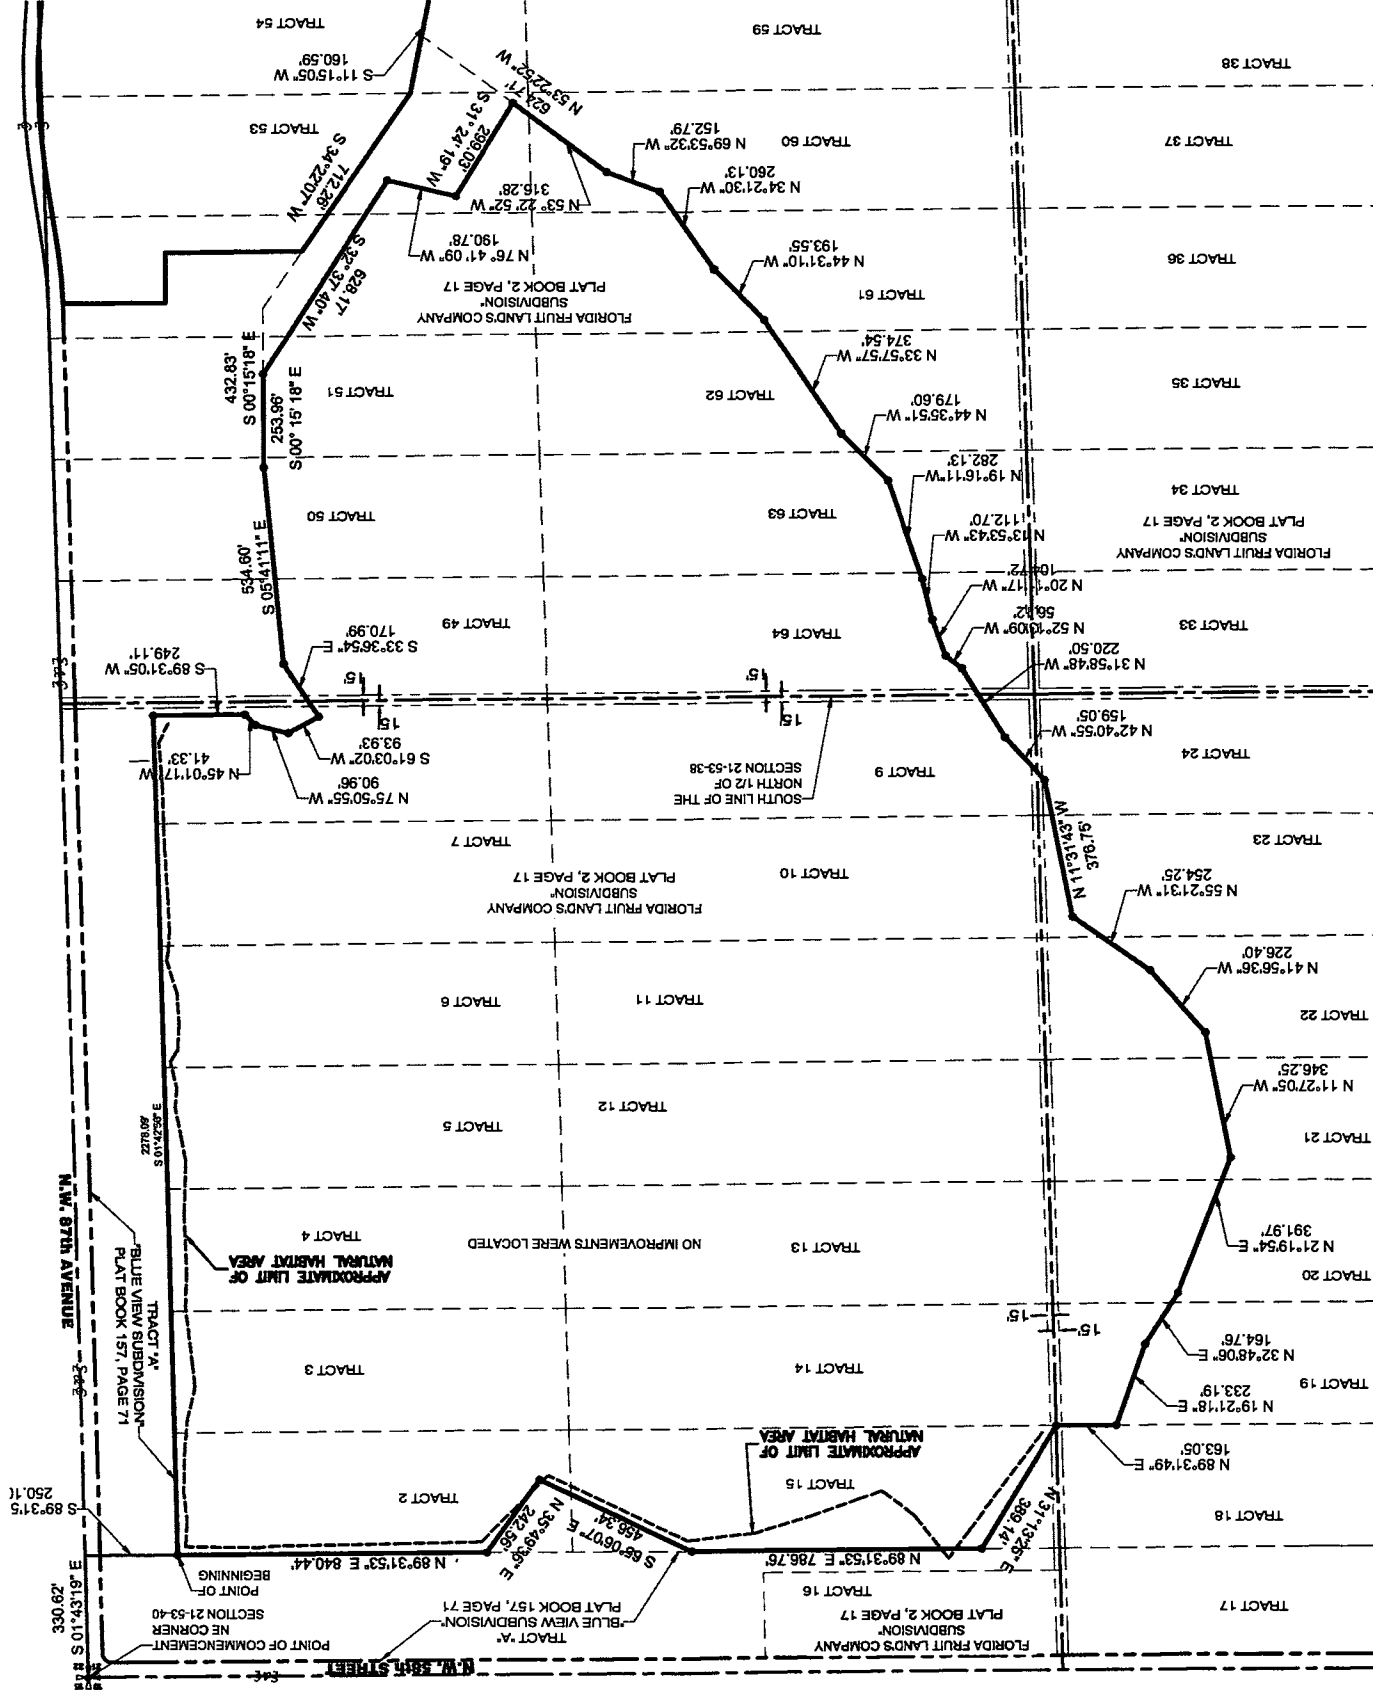 TRACT 54
S 11°15'05" W
160.59'
TRACT 59
TRACT 38
N 53°22'52" W
624.71'
TRACT 53
S 34°22'07" W
712.26'
S 31° 24' 19" W
299.03'
N 69°53'32" W
152.79'
TRACT 60
TRACT 37
N 34°21'30" W
260.13'
N 53° 22' 52" W
316.28'
N 76° 41' 09" W
190.78'
S 32° 37' 40" W
628.17'
N 44°31'10" W
193.55'
TRACT 36
FLORIDA FRUIT LAND'S COMPANY
SUBDIVISION"
PLAT BOOK 2, PAGE 17
TRACT 61
432.83'
S 00°15'18" E
253.96'
S 00° 15' 18" E
TRACT 51
N 33°57'57" W
374.54'
TRACT 62
TRACT 35
N 44°35'51" W
179.60'
N 19°16'11" W
282.13'
TRACT 34
TRACT 50
TRACT 63
N 13°53'43" W
112.70'
FLORIDA FRUIT LAND'S COMPANY
SUBDIVISION"
PLAT BOOK 2, PAGE 17
534.60'
S 05°41'11" E
TRACT 49
TRACT 64
TRACT 33
S 33°36'54" E
170.99'
S 89°31'05" W
249.11'
N 31°58'48" W
220.50'
15'
15'
15'
15'
N 42°40'55" W
159.05'
S 61°03'02" W
93.93'
N 45°01'17" W
41.33'
N 75°50'55" W
90.96'
SOUTH LINE OF THE
NORTH 1/2 OF
SECTION 21-53-38
TRACT 9
TRACT 24
TRACT 7
TRACT 10
TRACT 23
N 11°31'43" W
376.75'
N 55°21'31" W
254.25'
FLORIDA FRUIT LAND'S COMPANY
SUBDIVISION"
PLAT BOOK 2, PAGE 17
N 41°56'36" W
226.40'
TRACT 6
TRACT 11
TRACT 22
N 11°27'05" W
346.25'
TRACT 5
TRACT 12
TRACT 21
S 01°42'50" E
N.W. 87th AVENUE
TRACT "A"
"BLUE VIEW SUBDIVISION"
PLAT BOOK 157, PAGE 71
TRACT 4
APPROXIMATE LIMIT OF
NATURAL HABITAT AREA
NO IMPROVEMENTS WERE LOCATED
TRACT 13
N 21°19'54" E
391.97'
TRACT 20
15'
15'
N 32°48'06" E
164.76'
TRACT 3
TRACT 14
TRACT 19
N 19°21'18" E
233.19'
N 89°31'49" E
163.05'
APPROXIMATE LIMIT OF
NATURAL HABITAT AREA
TRACT 2
TRACT 15
TRACT 18
S 89°31'5
250.1
N 35°49'36" E
242.56'
S 65°06'07" E
456.34'
N 31°13'25" E
389.14'
N 89°31'53" E 840.44'
N 89°31'53" E 786.76'
330.62'
S 01°43'19" E
POINT OF
BEGINNING
TRACT "A"
"BLUE VIEW SUBDIVISION"
PLAT BOOK 157, PAGE 71
TRACT 16
TRACT 17
FLORIDA FRUIT LAND'S COMPANY
SUBDIVISION"
PLAT BOOK 2, PAGE 17
POINT OF COMMENCEMENT
NE CORNER
SECTION 21-53-40
N.W. 58th STREET